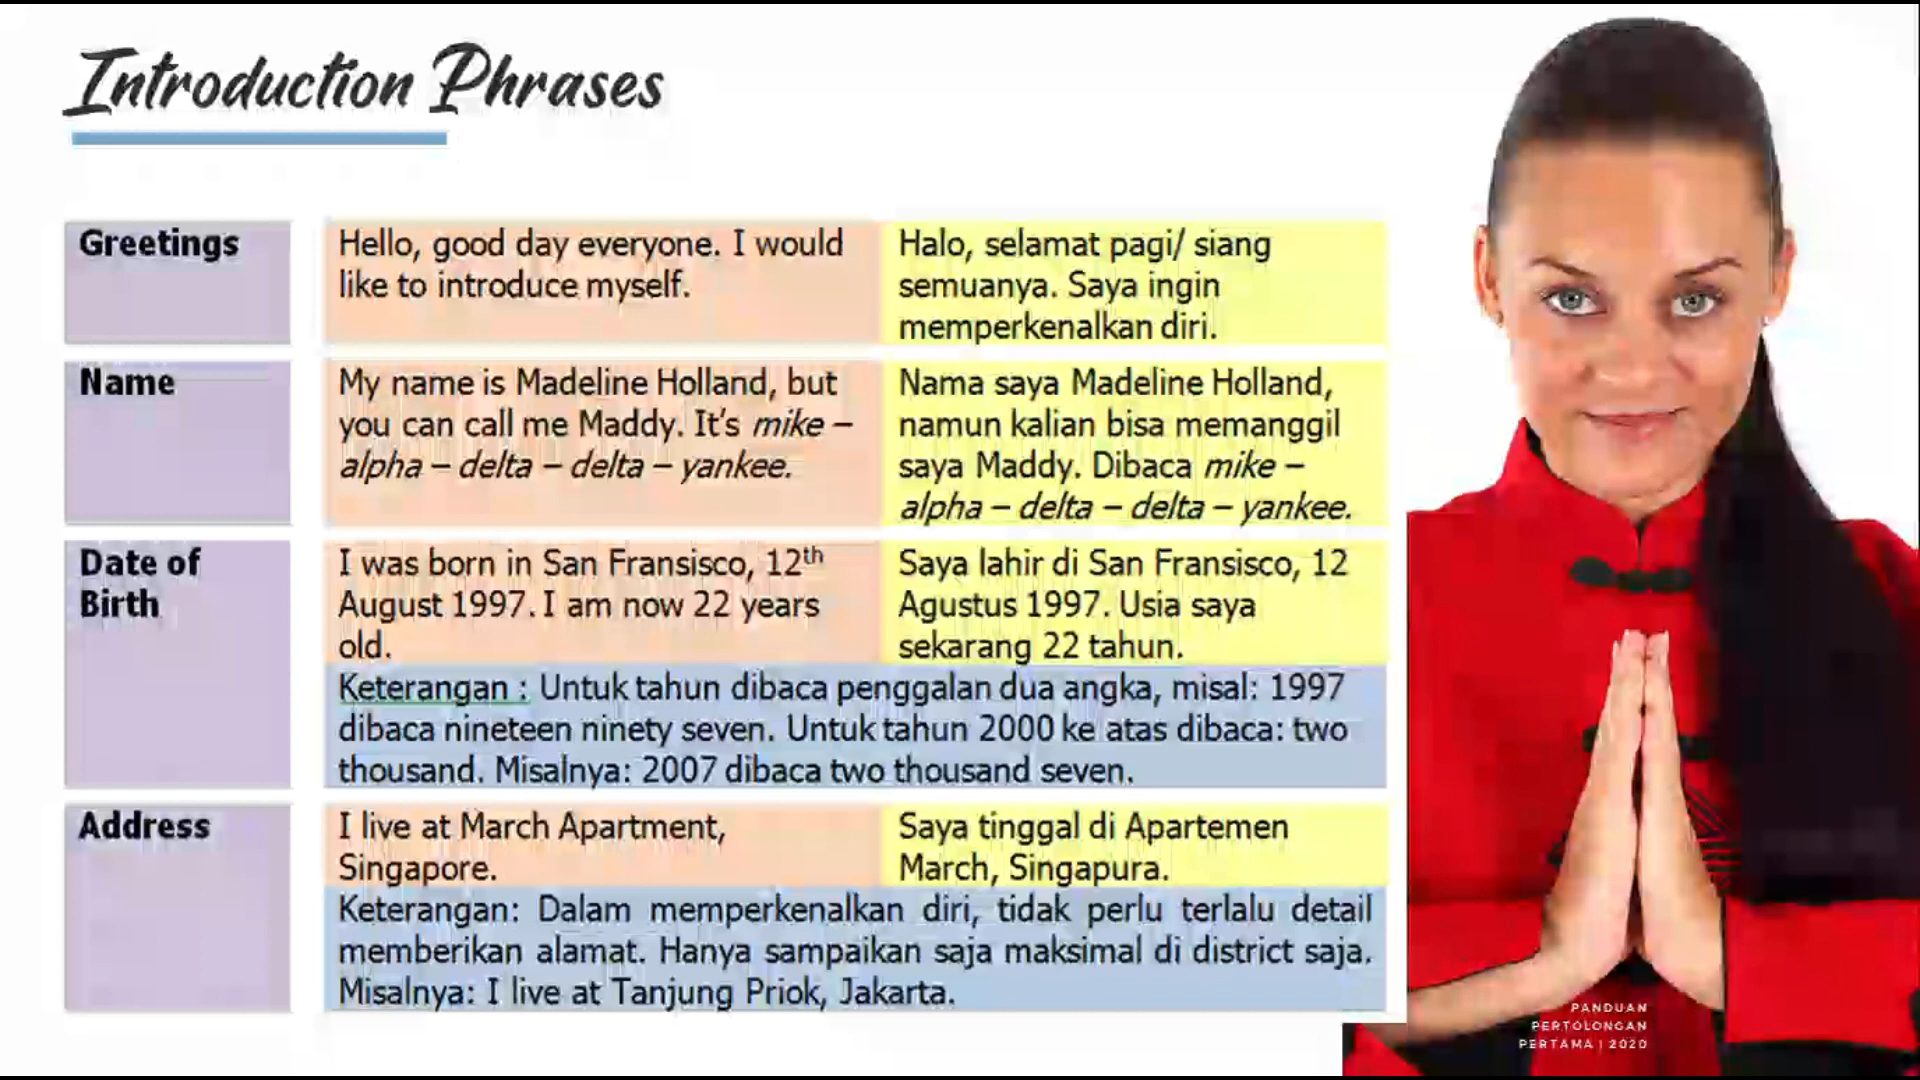 Introduction Phrases
Greetings
Hello, good day everyone. I would
like to introduce myself.
Halo, selamat pagi/ siang
semuanya. Saya ingin
memperkenalkan diri.
Name
My name is Madeline Holland, but
you can call me Maddy. It's mike –
alpha – delta – delta – yankee.
Nama saya Madeline Holland,
namun kalian bisa memanggil
saya Maddy. Dibaca mike –
alpha – delta – delta – yankee.
Date of
Birth
I was born in San Fransisco, 12th
August 1997. I am now 22 years
old.
Saya lahir di San Fransisco, 12
Agustus 1997. Usia saya
sekarang 22 tahun.
Keterangan : Untuk tahun dibaca penggalan dua angka, misal: 1997
dibaca nineteen ninety seven. Untuk tahun 2000 ke atas dibaca: two
thousand. Misalnya: 2007 dibaca two thousand seven.
Address
I live at March Apartment,
Singapore.
Saya tinggal di Apartemen
March, Singapura.
Keterangan: Dalam memperkenalkan diri, tidak perlu terlalu detail
memberikan alamat. Hanya sampaikan saja maksimal di district saja.
Misalnya: I live at Tanjung Priok, Jakarta.
PANDUAN
PERTOLONGAN
PERTAMA | 2020